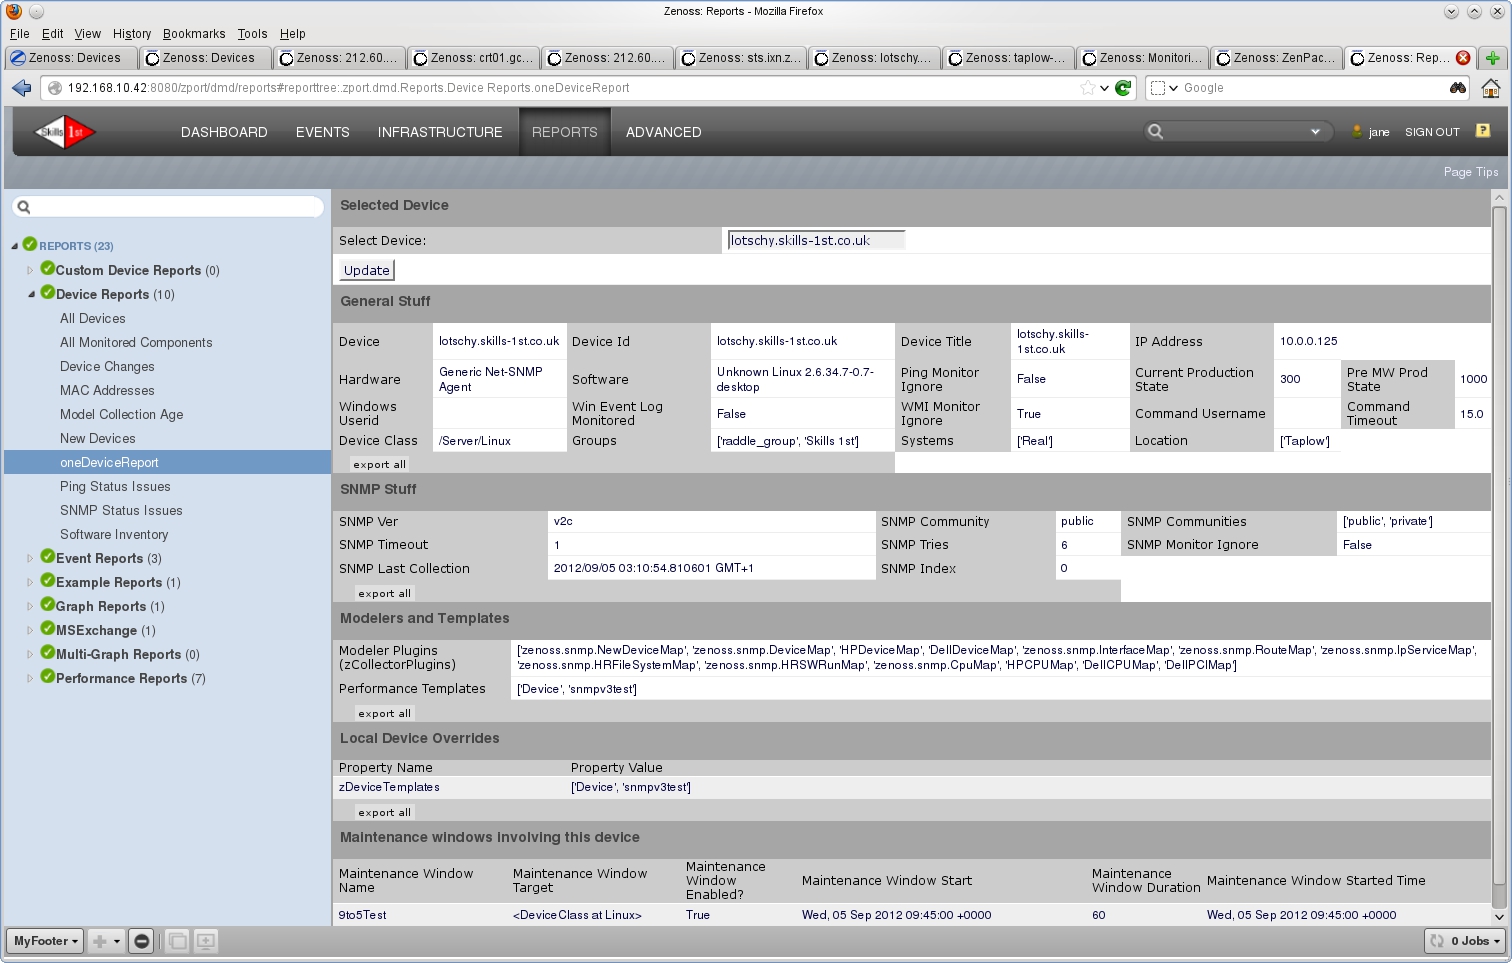 Zenoss: Reports - Mozilla Firefox
File Edit View History Bookmarks Tools Help
Zenoss: Devices Zenoss: Devices Zenoss: 212.60.... Zenoss: crt01.gc... Zenoss: 212.60.... Zenoss: sts.ixn.z... Zenoss: lotschy.... Zenoss: taplow-... Zenoss: Monitori... Zenoss: ZenPac... Zenoss: Rep...
192.168.10.42:8080/zport/dmd/reports#reporttree:.zport.dmd.Reports.Device Reports.oneDeviceReport Google
Skills 1st DASHBOARD EVENTS INFRASTRUCTURE REPORTS ADVANCED jane SIGN OUT ?
Page Tips
REPORTS (23)
Custom Device Reports (0)
Device Reports (10)
All Devices
All Monitored Components
Device Changes
MAC Addresses
Model Collection Age
New Devices
oneDeviceReport
Ping Status Issues
SNMP Status Issues
Software Inventory
Event Reports (3)
Example Reports (1)
Graph Reports (1)
MSExchange (1)
Multi-Graph Reports (0)
Performance Reports (7)
Selected Device
Select Device: lotschy.skills-1st.co.uk
Update
General Stuff
Device lotschy.skills-1st.co.uk Device Id lotschy.skills-1st.co.uk Device Title lotschy.skills-
1st.co.uk IP Address 10.0.0.125
Hardware Generic Net-SNMP
Agent Software Unknown Linux 2.6.34.7-0.7-
desktop Ping Monitor
Ignore False Current Production
State 300 Pre MW Prod
State 1000
Windows
Userid Win Event Log
Monitored False WMI Monitor
Ignore True Command Username Command
Timeout 15.0
Device Class /Server/Linux Groups ['raddle_group', 'Skills 1st'] Systems ['Real'] Location ['Taplow']
export all
SNMP Stuff
SNMP Ver v2c SNMP Community public SNMP Communities ['public', 'private']
SNMP Timeout 1 SNMP Tries 6 SNMP Monitor Ignore False
SNMP Last Collection 2012/09/05 03:10:54.810601 GMT+1 SNMP Index 0
export all
Modelers and Templates
Modeler Plugins
(zCollectorPlugins) ['zenoss.snmp.NewDeviceMap', 'zenoss.snmp.DeviceMap', 'HPDeviceMap', 'DellDeviceMap', 'zenoss.snmp.InterfaceMap', 'zenoss.snmp.RouteMap', 'zenoss.snmp.IpServiceMap',
'zenoss.snmp.HRFileSystemMap', 'zenoss.snmp.HRSWRunMap', 'zenoss.snmp.CpuMap', 'HPCPUMap', 'DellCPUMap', 'DellPCIMap']
Performance Templates ['Device', 'snmpv3test']
export all
Local Device Overrides
Property Name Property Value
zDeviceTemplates ['Device', 'snmpv3test']
export all
Maintenance windows involving this device
Maintenance Window
Name Maintenance Window
Target Maintenance
Window
Enabled? Maintenance Window Start Maintenance
Window Duration Maintenance Window Started Time
9to5Test <DeviceClass at Linux> True Wed, 05 Sep 2012 09:45:00 +0000 60 Wed, 05 Sep 2012 09:45:00 +0000
MyFooter 0 Jobs